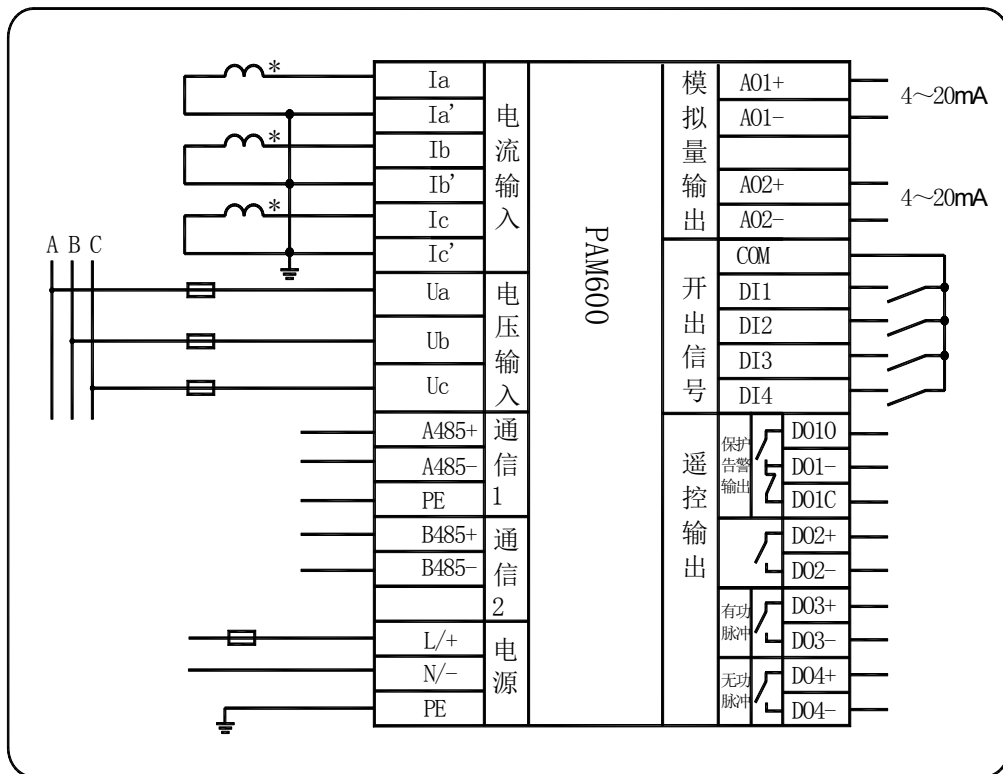 *
Ia
Ia’
*
Ib
Ib’
*
Ic
Ic’
电流输入
A B C
Ua
Ub
Uc
电压输入
A485+
A485-
PE
通信1
B485+
B485-
通信2
L/+
N/-
PE
电源
PAM600
模拟量输出
AO1+
AO1-
4～20mA
AO2+
AO2-
4～20mA
开出信号
COM
DI1
DI2
DI3
DI4
遥控输出
保护
告警
输出
DO1O
DO1-
DO1C
DO2+
DO2-
有功
脉冲
DO3+
DO3-
无功
脉冲
DO4+
DO4-